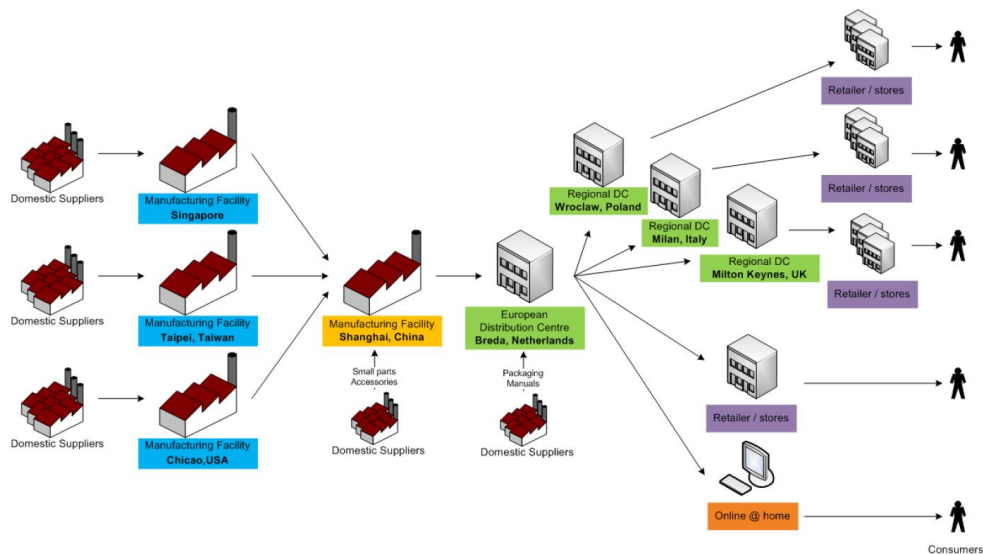 Domestic Suppliers
Manufacturing Facility
Singapore
Domestic Suppliers
Manufacturing Facility
Taipei, Taiwan
Domestic Suppliers
Manufacturing Facility
Chicao,USA
Manufacturing Facility
Shanghai, China
Small parts
Accessories
Domestic Suppliers
European
Distribution Centre
Breda, Netherlands
Packaging
Manuals
Domestic Suppliers
Regional DC
Wroclaw, Poland
Regional DC
Milan, Italy
Regional DC
Milton Keynes, UK
Retailer / stores
Retailer / stores
Retailer / stores
Retailer / stores
Online @ home
Consumers